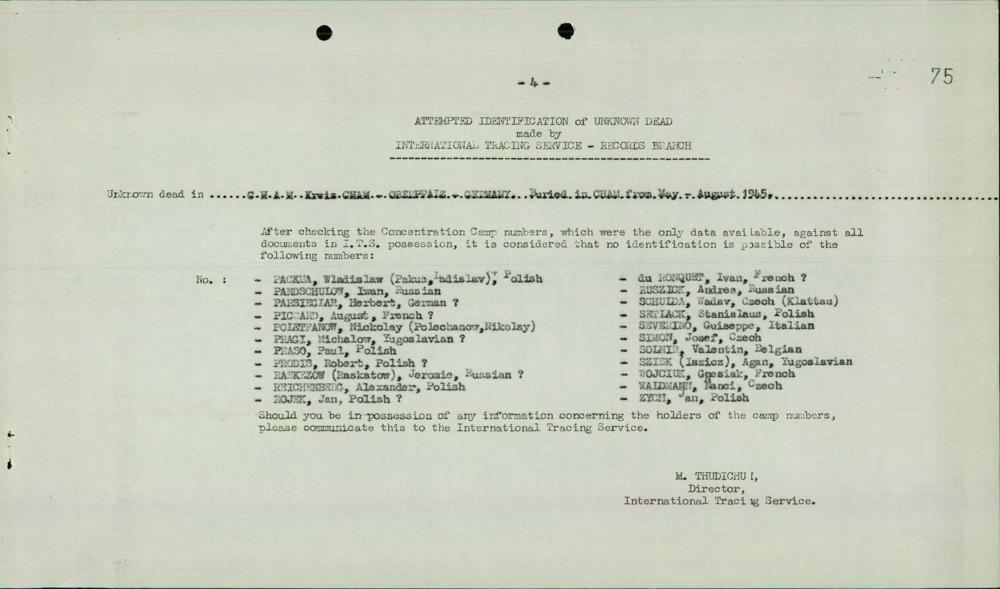 - 4 -
75
ATTEMPTED IDENTIFICATION of UNKNOWN DEAD
made by
INTERNATIONAL TRACING SERVICE - RECORDS BRANCH
Unknown dead in ......C.H.A.M. Kreis.CHAM.-.OBERPFALZ.-.GERMANY...Buried.in.CHAM.from.May.-.August.1945.
After checking the Concentration Camp numbers, which were the only data available, against all
documents in I.T.S. possession, it is considered that no identification is possible of the
following numbers:
No. :
- PACKUA, Wladislaw (Pakua, Ladislav), Polish
- PANDSCHULOW, Iwan, Russian
- PARSIEGLAR, Herbert, German ?
- PICCARD, August, French ?
- POLETFANOW, Nickolay (Polechanow,Nikolay)
- PRAGI, Michalow, Yugoslavian ?
- PRASO, Paul, Polish
- PRODIS, Robert, Polish ?
- RASKEZOW (Raskatow), Jeromie, Russian ?
- REICHENBERG, Alexander, Polish
- ROJEK, Jan, Polish ?
- du RONQUET, Ivan, French ?
- RUSZICK, Andrea, Russian
- SCHULDA, Wadav, Czech (Klattau)
- SETLACK, Stanislaus, Polish
- SEVERINO, Guiseppe, Italian
- SIMON, Josef, Czech
- Valentin, Belgian
- SZISK (Iszicz), Agan, Yugoslavian
- WOJCIUK, Gnesiak, French
- WALDMANN, Nanci, Czech
- ZYCH, Jan, Polish
Should you be in possession of any information concerning the holders of the camp numbers,
please communicate this to the International Tracing Service.
M. THUDICHUM,
Director,
International Tracing Service.